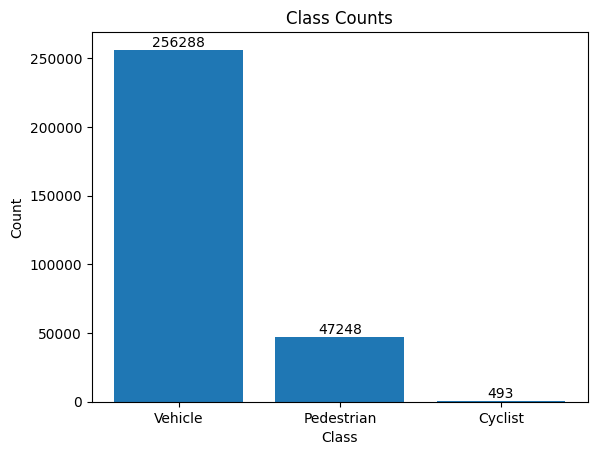 Class Counts
256288
47248
493
250000
200000
150000
100000
50000
0
Count
Vehicle Pedestrian Cyclist
Class